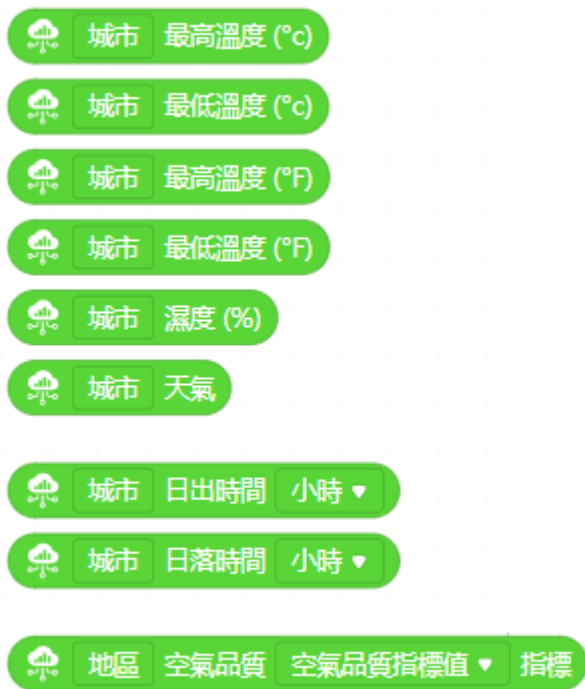 城市 最高溫度 (°c)
城市 最低溫度 (°c)
城市 最高溫度 (°F)
城市 最低溫度 (°F)
城市 濕度 (%)
城市 天氣
城市 日出時間 小時
城市 日落時間 小時
地區 空氣品質 空氣品質指標值 指標